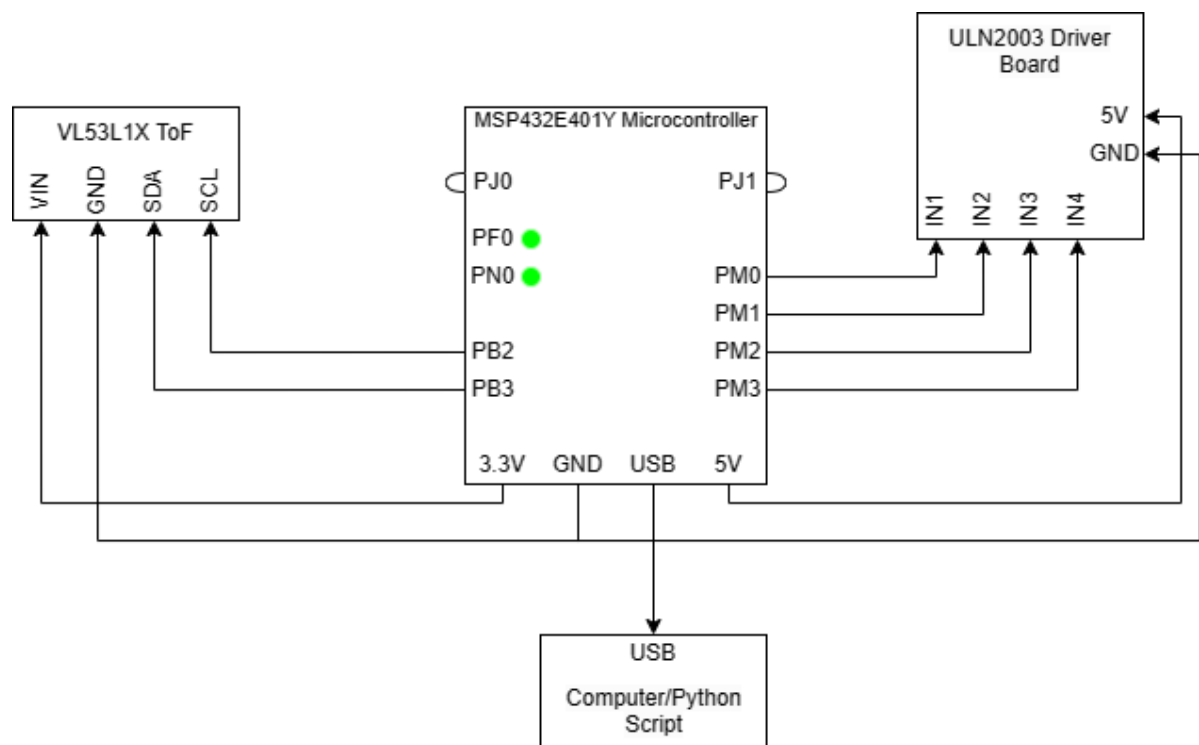 ULN2003 Driver
Board
5V
GND
IN1
IN2
IN3
IN4
VL53L1X ToF
VIN
GND
SDA
SCL
MSP432E401Y Microcontroller
PJ0
PJ1
PF0
PN0
PM0
PM1
PB2
PM2
PB3
PM3
3.3V
GND
USB
5V
USB
Computer/Python
Script